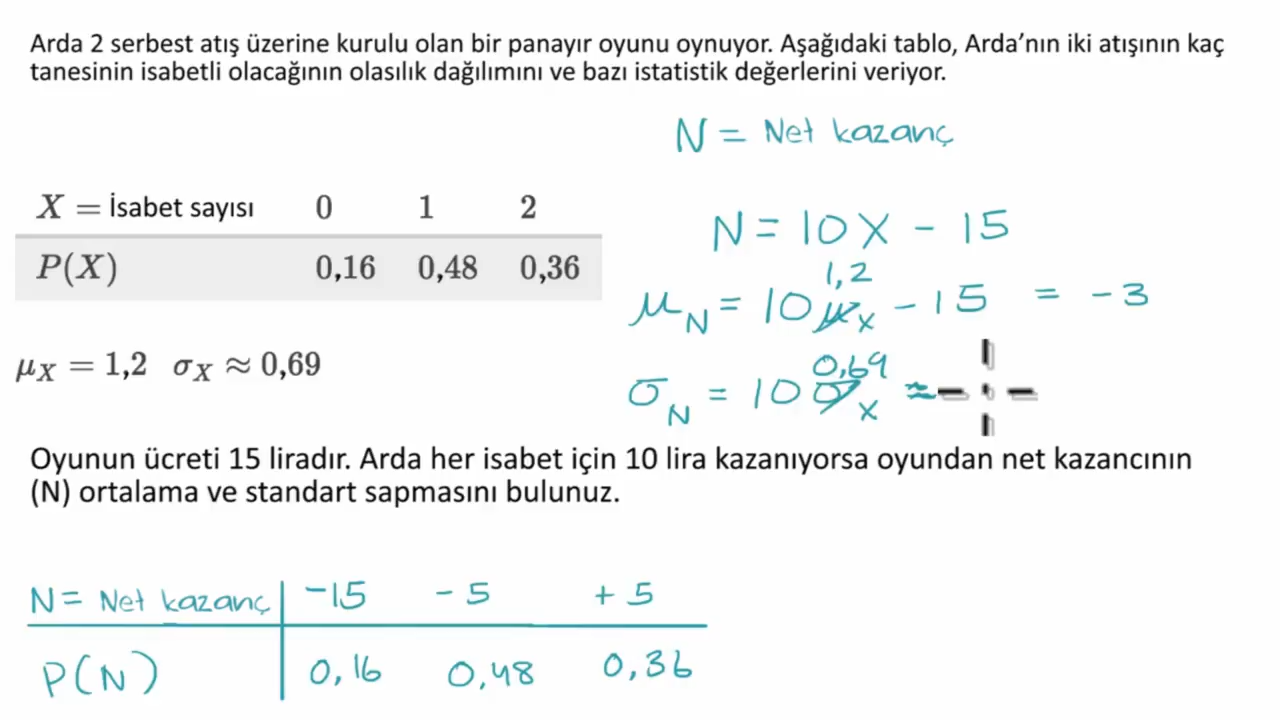 Arda 2 serbest atış üzerine kurulu olan bir panayır oyunu oynuyor. Aşağıdaki tablo, Arda'nın iki atışının kaç
tanesinin isabetli olacağının olasılık dağılımını ve bazı istatistik değerlerini veriyor.
N = Net kazanç
X = İsabet sayısı 0 1 2
P(X) 0,16 0,48 0,36
N = 10X - 15
1,2
μN = 10μx - 15 = -3
μX = 1,2 σX ≈ 0,69
0,69
σN = 10σx ≈
Oyunun ücreti 15 liradır. Arda her isabet için 10 lira kazanıyorsa oyundan net kazancının
(N) ortalama ve standart sapmasını bulunuz.
N = Net kazanç -15 -5 +5
P(N) 0,16 0,48 0,36